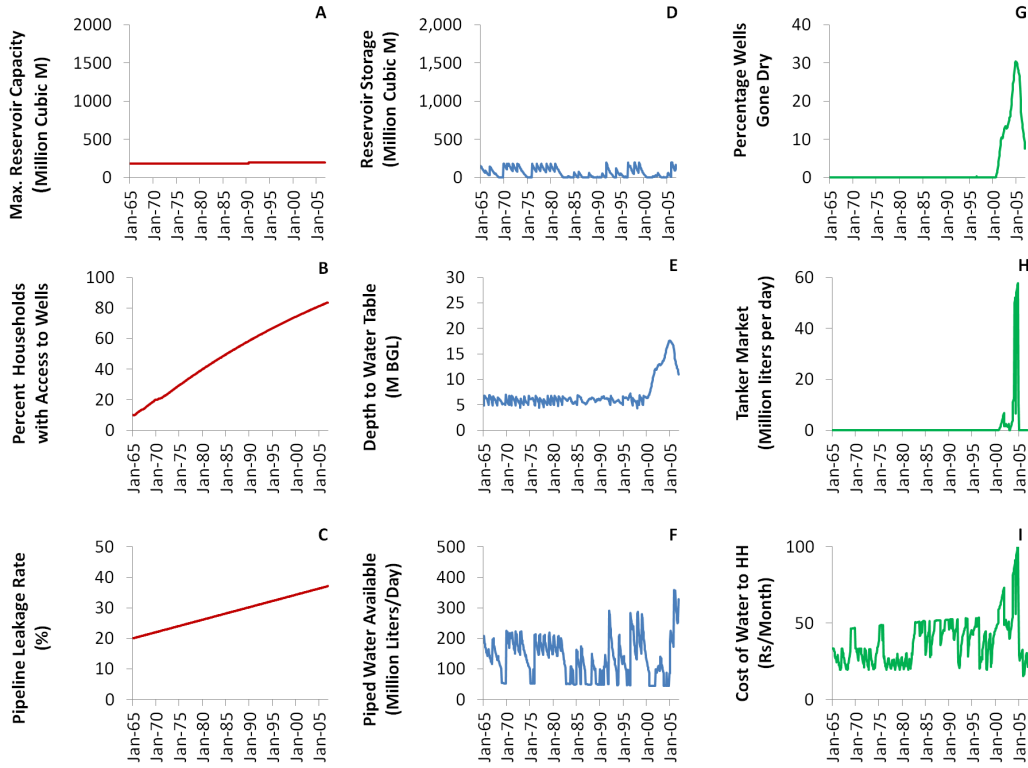 A
Max. Reservoir Capacity
(Million Cubic M)
2000
1,500
1,000
500
0
Jan-65
Jan-70
Jan-75
Jan-80
Jan-85
Jan-90
Jan-95
Jan-00
Jan-05
D
Reservoir Storage
(Million Cubic M)
2000
1,500
1,000
500
0
Jan-65
Jan-70
Jan-75
Jan-80
Jan-85
Jan-90
Jan-95
Jan-00
Jan-05
G
Percentage Wells
Gone Dry
40
30
20
10
0
Jan-65
Jan-70
Jan-75
Jan-80
Jan-85
Jan-90
Jan-95
Jan-00
Jan-05
B
Percent Households
with Access to Wells
100
80
60
40
20
0
Jan-65
Jan-70
Jan-75
Jan-80
Jan-85
Jan-90
Jan-95
Jan-00
Jan-05
E
Depth to Water Table
(M BGL)
30
25
20
15
10
5
0
Jan-65
Jan-70
Jan-75
Jan-80
Jan-85
Jan-90
Jan-95
Jan-00
Jan-05
H
Tanker Market
(Million liters per day)
60
50
40
30
20
10
0
Jan-65
Jan-70
Jan-75
Jan-80
Jan-85
Jan-90
Jan-95
Jan-00
Jan-05
C
Pipeline Leakage Rate
(%)
50
40
30
20
10
0
Jan-65
Jan-70
Jan-75
Jan-80
Jan-85
Jan-90
Jan-95
Jan-00
Jan-05
F
Piped Water Available
(Million Liters/Day)
500
400
300
200
100
0
Jan-65
Jan-70
Jan-75
Jan-80
Jan-85
Jan-90
Jan-95
Jan-00
Jan-05
I
Cost of Water to HH
(Rs/Month)
100
50
0
Jan-65
Jan-70
Jan-75
Jan-80
Jan-85
Jan-90
Jan-95
Jan-00
Jan-05